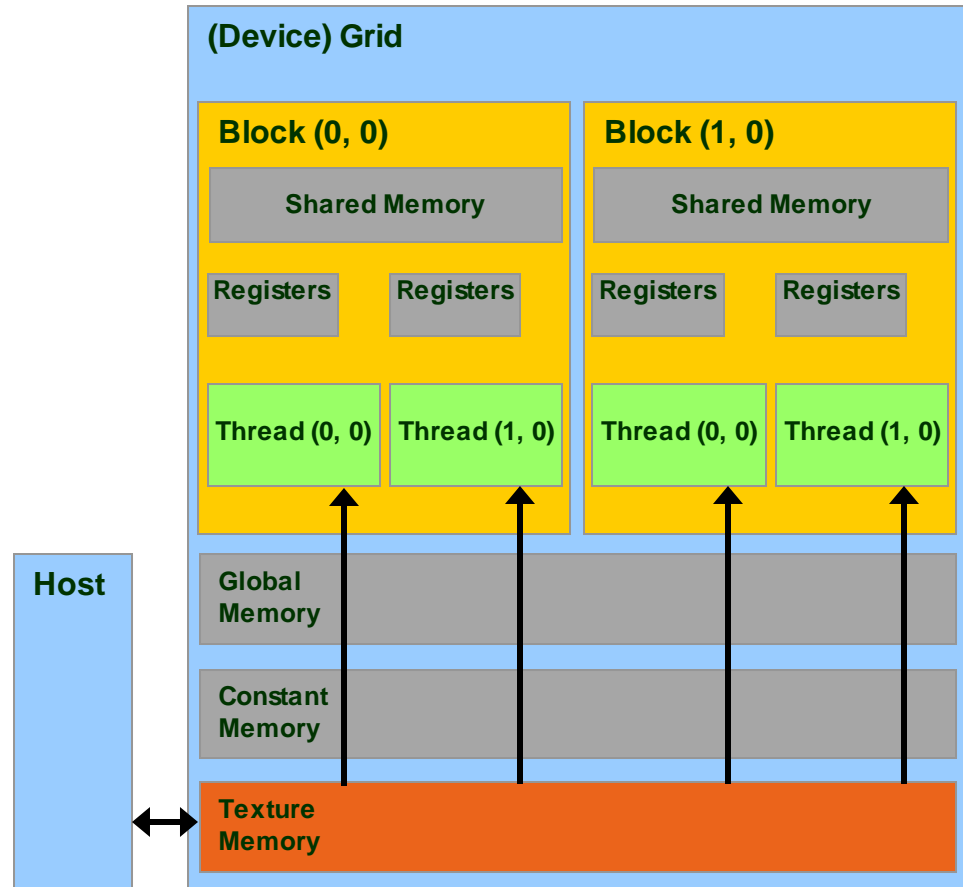 (Device) Grid
Block (0, 0)
Block (1, 0)
Shared Memory
Shared Memory
Registers
Registers
Registers
Registers
Thread (0, 0)
Thread (1, 0)
Thread (0, 0)
Thread (1, 0)
Host
Global
Memory
Constant
Memory
Texture
Memory